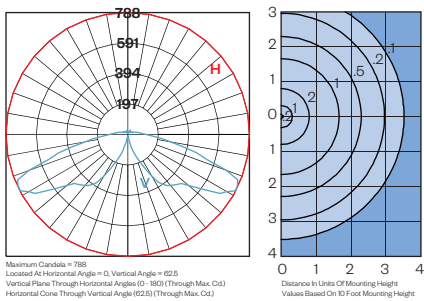 788
591
394
197
H
V
Maximum Candela = 788
Located At Horizontal Angle = 0, Vertical Angle = 62.5
Vertical Plane Through Horizontal Angles (0 - 180) (Through Max. Cd.)
Horizontal Cone Through Vertical Angle (62.5) (Through Max. Cd.)
3
2
1
0
1
2
3
4
.1
.2
.5
1
2
1
0 1 2 3 4
Distance In Units Of Mounting Height
Values Based On 10 Foot Mounting Height